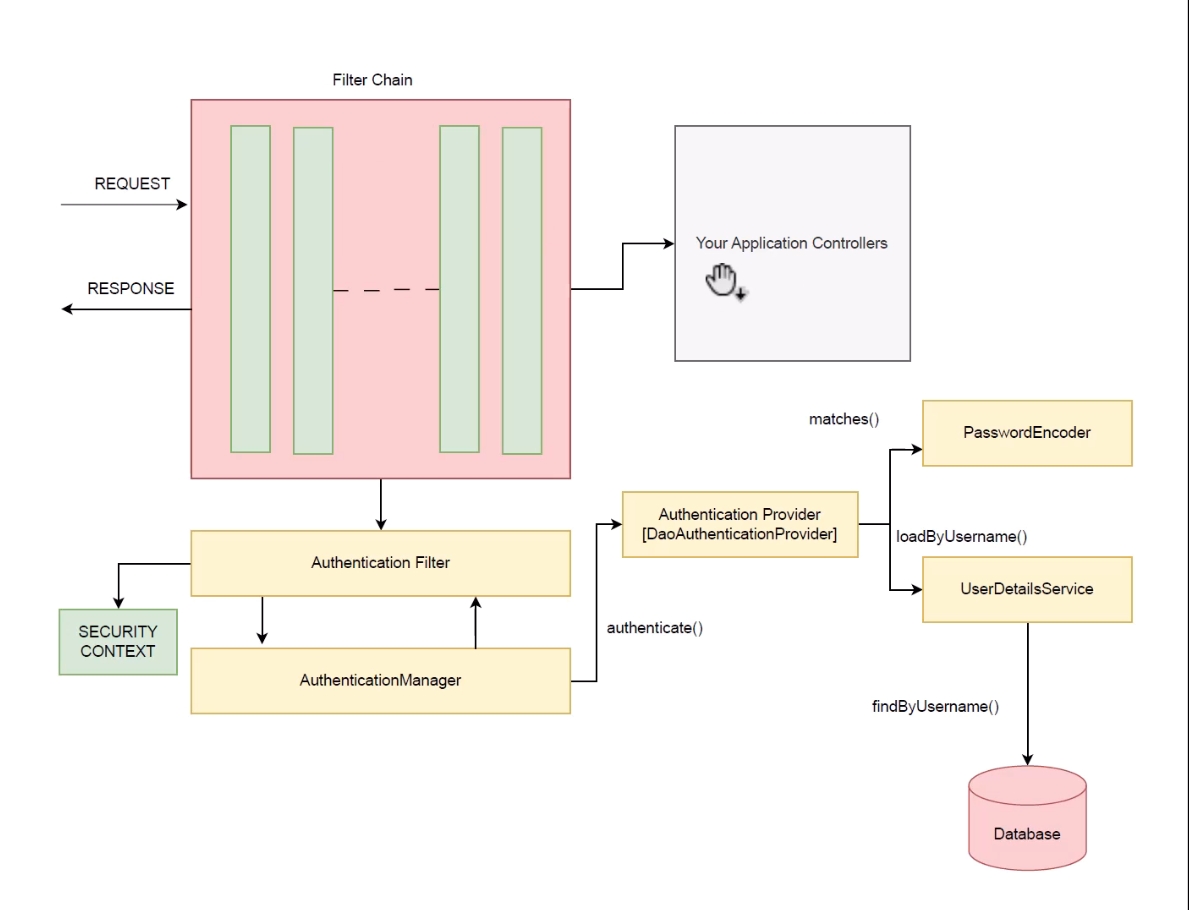 Filter Chain
REQUEST
RESPONSE
Your Application Controllers
matches()
PasswordEncoder
Authentication Provider
[DaoAuthenticationProvider]
loadByUsername()
Authentication Filter
UserDetailsService
SECURITY
CONTEXT
authenticate()
AuthenticationManager
findByUsername()
Database